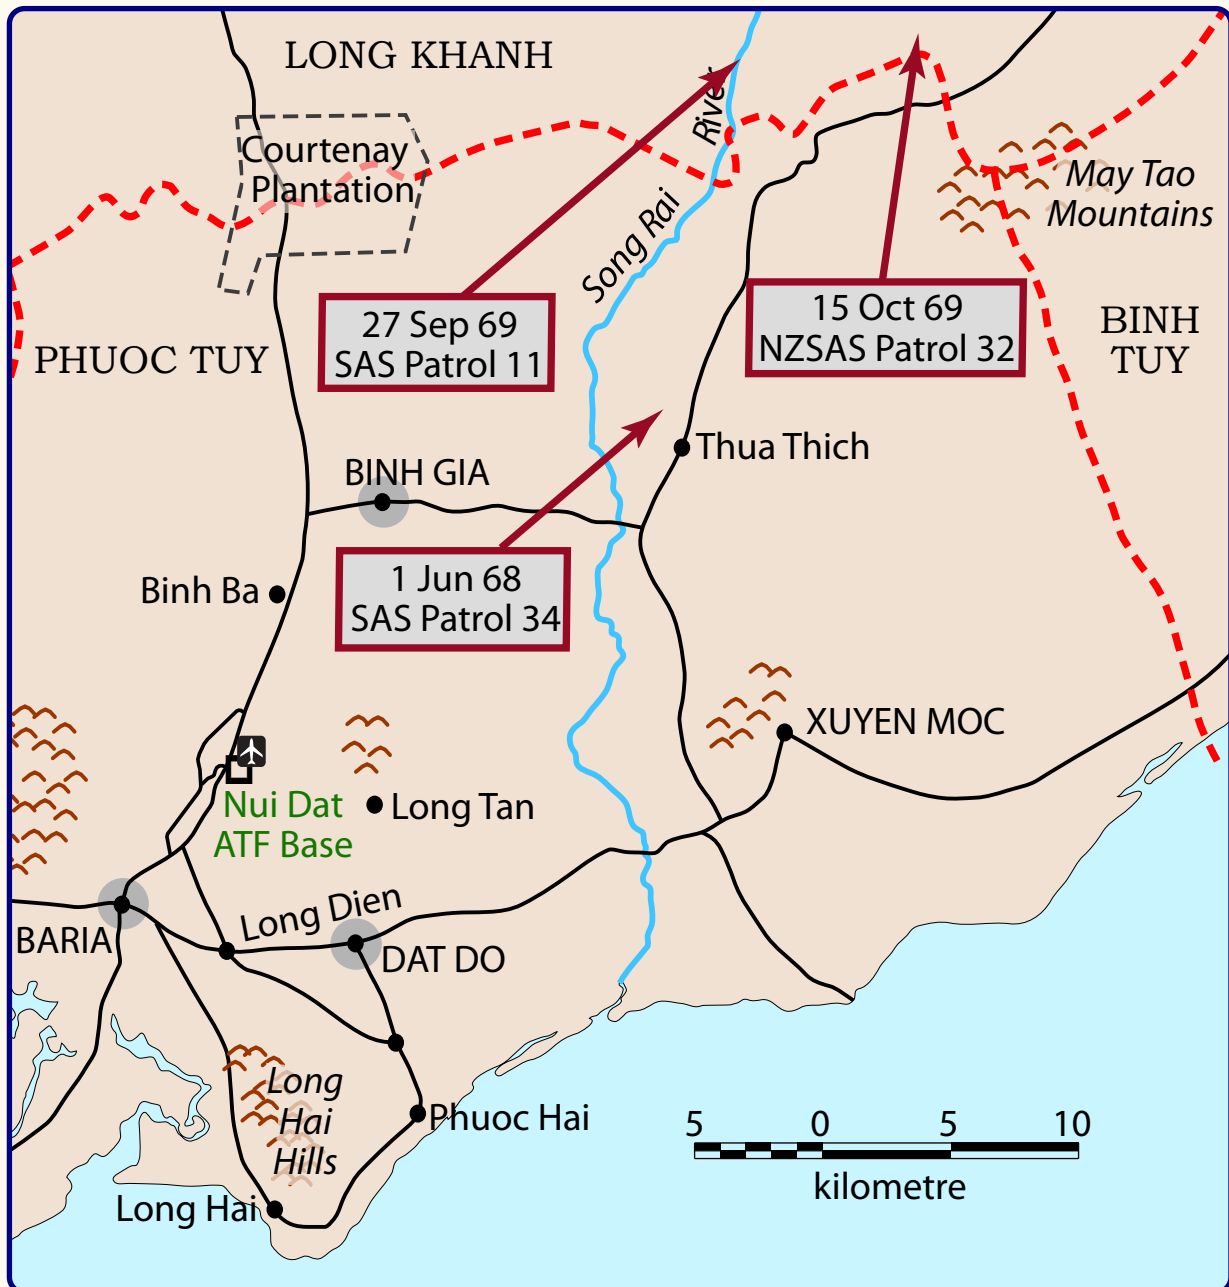 LONG KHANH
River
Courtenay
Plantation
May Tao
Mountains
Song Rai
27 Sep 69
SAS Patrol 11
15 Oct 69
NZSAS Patrol 32
BINH
TUY
PHUOC TUY
Thua Thich
BINH GIA
1 Jun 68
SAS Patrol 34
Binh Ba
XUYEN MOC
Nui Dat
ATF Base
Long Tan
Long Dien
BARIA
DAT DO
Long
Hai
Hills
Phuoc Hai
5 0 5 10
kilometre
Long Hai